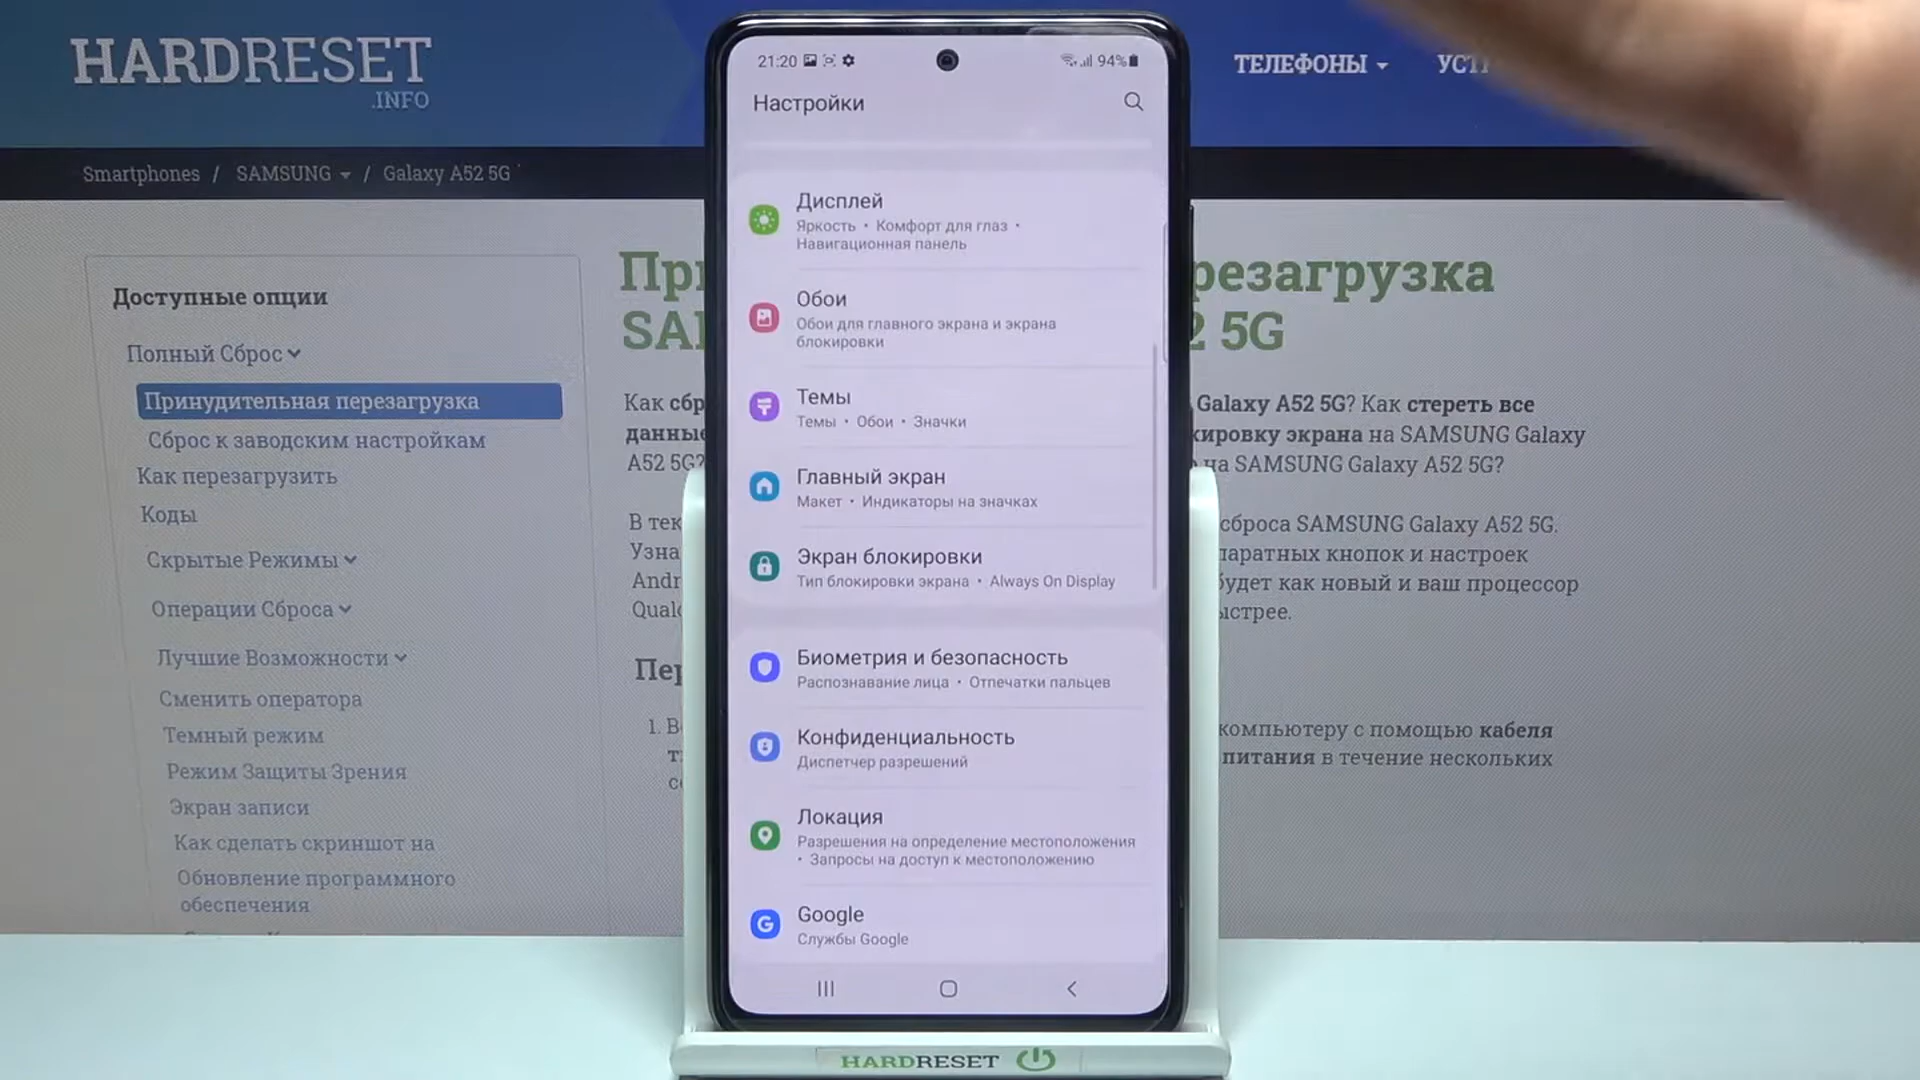 HARDRESET
.INFO
ТЕЛЕФОНЫ
Smartphones / SAMSUNG / Galaxy A52 5G
Доступные опции
Полный Сброс
Принудительная перезагрузка
Сброс к заводским настройкам
Как перезагрузить
Коды
Скрытые Режимы
Операции Сброса
Лучшие Возможности
Сменить оператора
Темный режим
Режим Защиты Зрения
Экран записи
Как сделать скриншот на
Обновление программного
обеспечения
21:20
94%
Настройки
Дисплей
Яркость • Комфорт для глаз •
Навигационная панель
Обои
Обои для главного экрана и экрана
блокировки
Темы
Темы • Обои • Значки
Главный экран
Макет • Индикаторы на значках
Экран блокировки
Тип блокировки экрана • Always On Display
Биометрия и безопасность
Распознавание лица • Отпечатки пальцев
Конфиденциальность
Диспетчер разрешений
Локация
Разрешения на определение местоположения
• Запросы на доступ к местоположению
Google
Службы Google
5G
Как
Galaxy A52 5G? Как стереть все
данные
на SAMSUNG Galaxy
A52 5G?
на SAMSUNG Galaxy A52 5G?
В
сброса SAMSUNG Galaxy A52 5G.
кнопок и настроек
будет как новый и ваш процессор
1.
компьютеру с помощью кабеля
питания в течение нескольких
HARDRESET